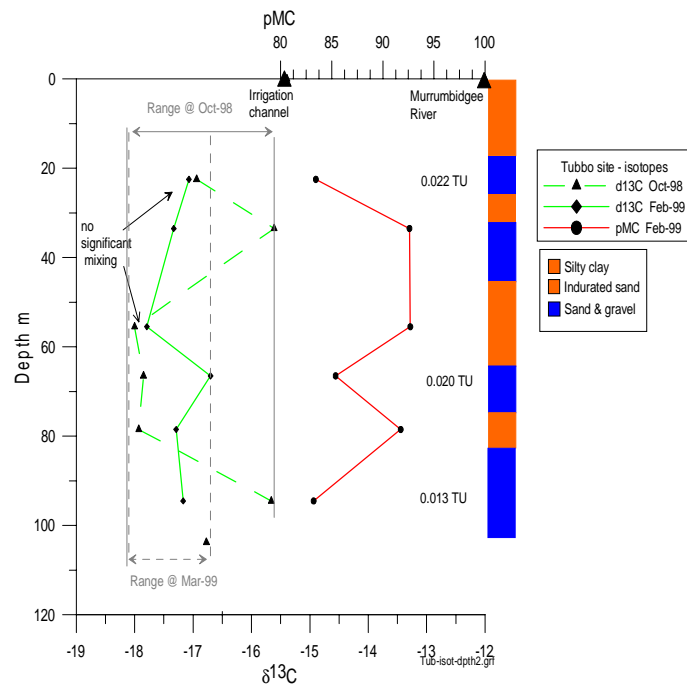 pMC
80 85 90 95 100
0
20
40
60
80
100
120
Depth m
Irrigation
channel
Murrumbidgee
River
Range @ Oct-98
no
significant
mixing
0.022 TU
0.020 TU
0.013 TU
Range @ Mar-99
-19 -18 -17 -16 -15 -14 -13 -12
δ13C
Tub-isot-dpth2.grf
Tubbo site - isotopes
d13C Oct-98
d13C Feb-99
pMC Feb-99
Silty clay
Indurated sand
Sand & gravel